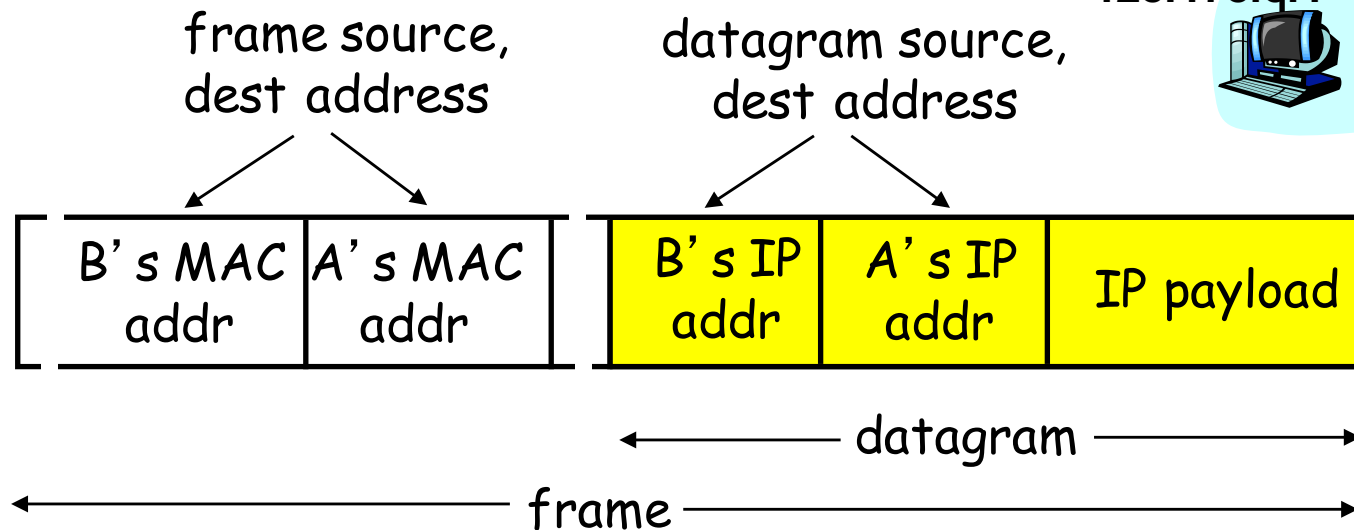 frame source,
dest address
datagram source,
dest address
B’s MAC
addr
A’s MAC
addr
B’s IP
addr
A’s IP
addr
IP payload
datagram
frame